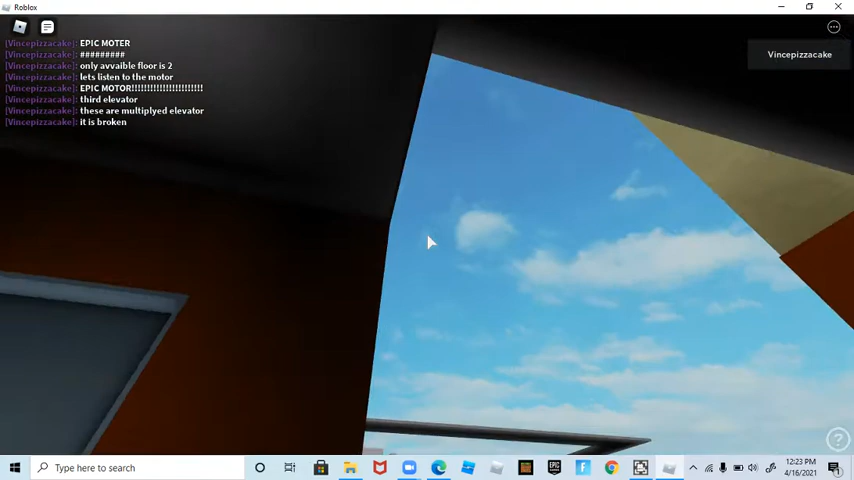 Roblox
[Vincepizzacake]: EPIC MOTER
[Vincepizzacake]: #########
[Vincepizzacake]: only avvaible floor is 2
[Vincepizzacake]: lets listen to the motor
[Vincepizzacake]: EPIC MOTOR!!!!!!!!!!!!!!!!!!!!!!!
[Vincepizzacake]: third elevator
[Vincepizzacake]: these are multiplyed elevator
[Vincepizzacake]: it is broken
Vincepizzacake
?
Type here to search
12:23 PM
4/16/2021